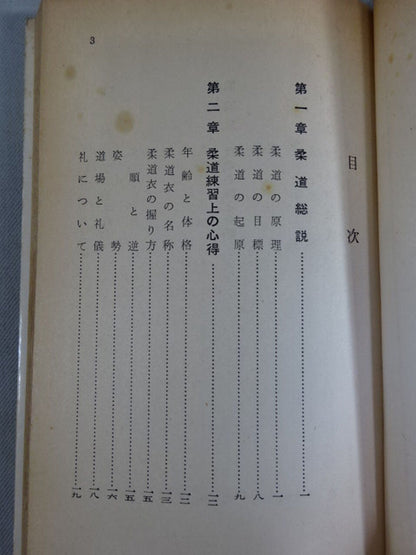 3
目次
第一章 柔道総説……一
柔道の原理……一
柔道の目標……八
柔道の起原……九
第二章 柔道練習上の心得……一二
年齢と体格……一二
柔道衣の名称……一三
柔道衣の握り方……一五
順と逆……一五
姿勢……一六
道場と礼儀……一八
礼について……一九